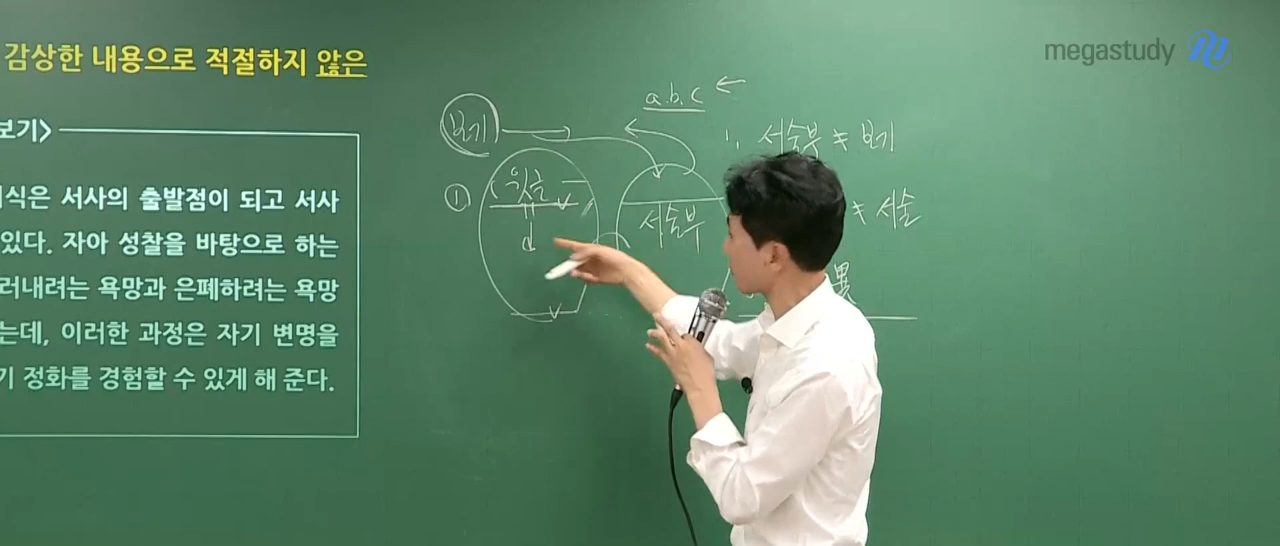 감상한 내용으로 적절하지 않은
megastudy
보기>
식은 서사의 출발점이 되고 서사
있다. 자아 성찰을 바탕으로 하는
러내려는 욕망과 은폐하려는 욕망
는데, 이러한 과정은 자기 변명을
기 정화를 경험할 수 있게 해 준다.
a.b.c ←
보기
1. 서술부 ≠ 보기
①
서술부
≠ 서술
d